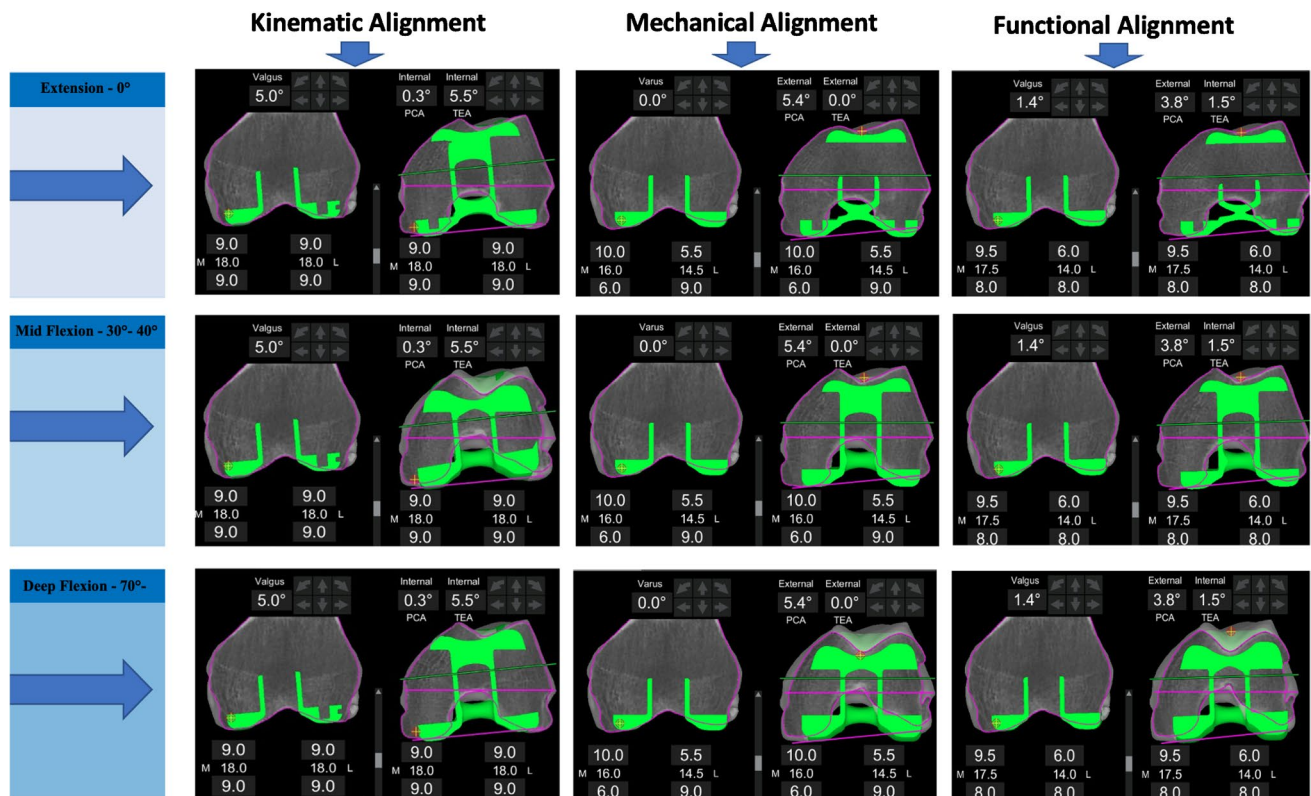 Kinematic Alignment
Mechanical Alignment
Functional Alignment
Extension - 0°
Valgus
Internal Internal
5.0°
0.3° 5.5°
PCA TEA
9.0 9.0 9.0 9.0
M 18.0 18.0 L M 18.0 18.0 L
9.0 9.0 9.0 9.0
Varus
External External
0.0°
5.4° 0.0°
PCA TEA
10.0 5.5 10.0 5.5
M 16.0 14.5 L M 16.0 14.5 L
6.0 9.0 6.0 9.0
Valgus
External Internal
1.4°
3.8° 1.5°
PCA TEA
9.5 6.0 9.5 6.0
M 17.5 14.0 L M 17.5 14.0 L
8.0 8.0 8.0 8.0
Mid Flexion - 30°- 40°
Valgus
Internal Internal
5.0°
0.3° 5.5°
PCA TEA
9.0 9.0 9.0 9.0
M 18.0 18.0 L M 18.0 18.0 L
9.0 9.0 9.0 9.0
Varus
External External
0.0°
5.4° 0.0°
PCA TEA
10.0 5.5 10.0 5.5
M 16.0 14.5 L M 16.0 14.5 L
6.0 9.0 6.0 9.0
Valgus
External Internal
1.4°
3.8° 1.5°
PCA TEA
9.5 6.0 9.5 6.0
M 17.5 14.0 L M 17.5 14.0 L
8.0 8.0 8.0 8.0
Deep Flexion - 70°-
Valgus
Internal Internal
5.0°
0.3° 5.5°
PCA TEA
9.0 9.0 9.0 9.0
M 18.0 18.0 L M 18.0 18.0 L
9.0 9.0 9.0 9.0
Varus
External External
0.0°
5.4° 0.0°
PCA TEA
10.0 5.5 10.0 5.5
M 16.0 14.5 L M 16.0 14.5 L
6.0 9.0 6.0 9.0
Valgus
External Internal
1.4°
3.8° 1.5°
PCA TEA
9.5 6.0 9.5 6.0
M 17.5 14.0 L M 17.5 14.0 L
8.0 8.0 8.0 8.0